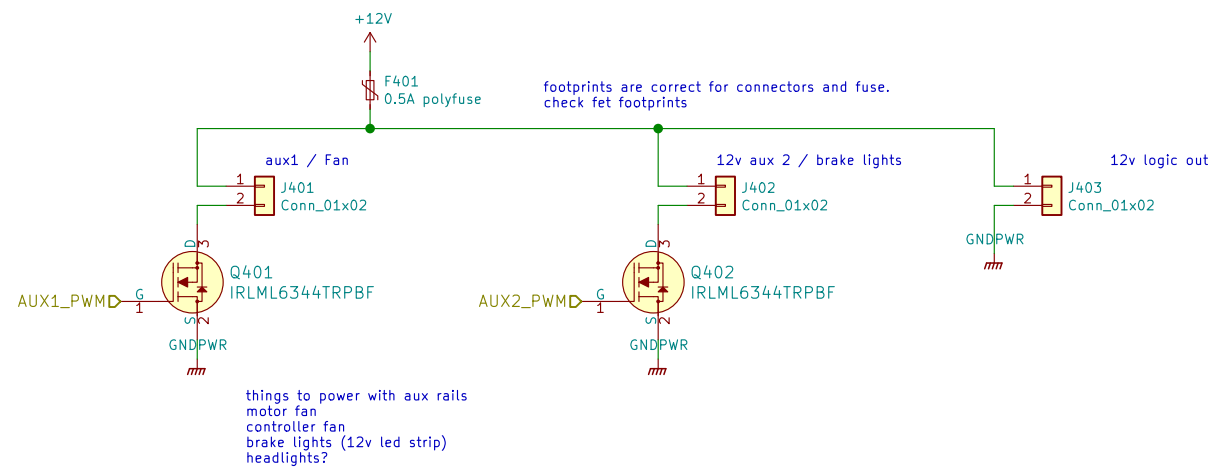 +12V
F401
0.5A polyfuse
footprints are correct for connectors and fuse.
check fet footprints
aux1 / Fan
12v aux 2 / brake lights
12v logic out
1
2
J401
Conn_01x02
1
2
J402
Conn_01x02
1
2
J403
Conn_01x02
GNDPWR
D
3
Q401
IRLML6344TRPBF
AUX1_PWM
G
1
S
2
GNDPWR
D
3
Q402
IRLML6344TRPBF
AUX2_PWM
G
1
S
2
GNDPWR
things to power with aux rails
motor fan
controller fan
brake lights (12v led strip)
headlights?